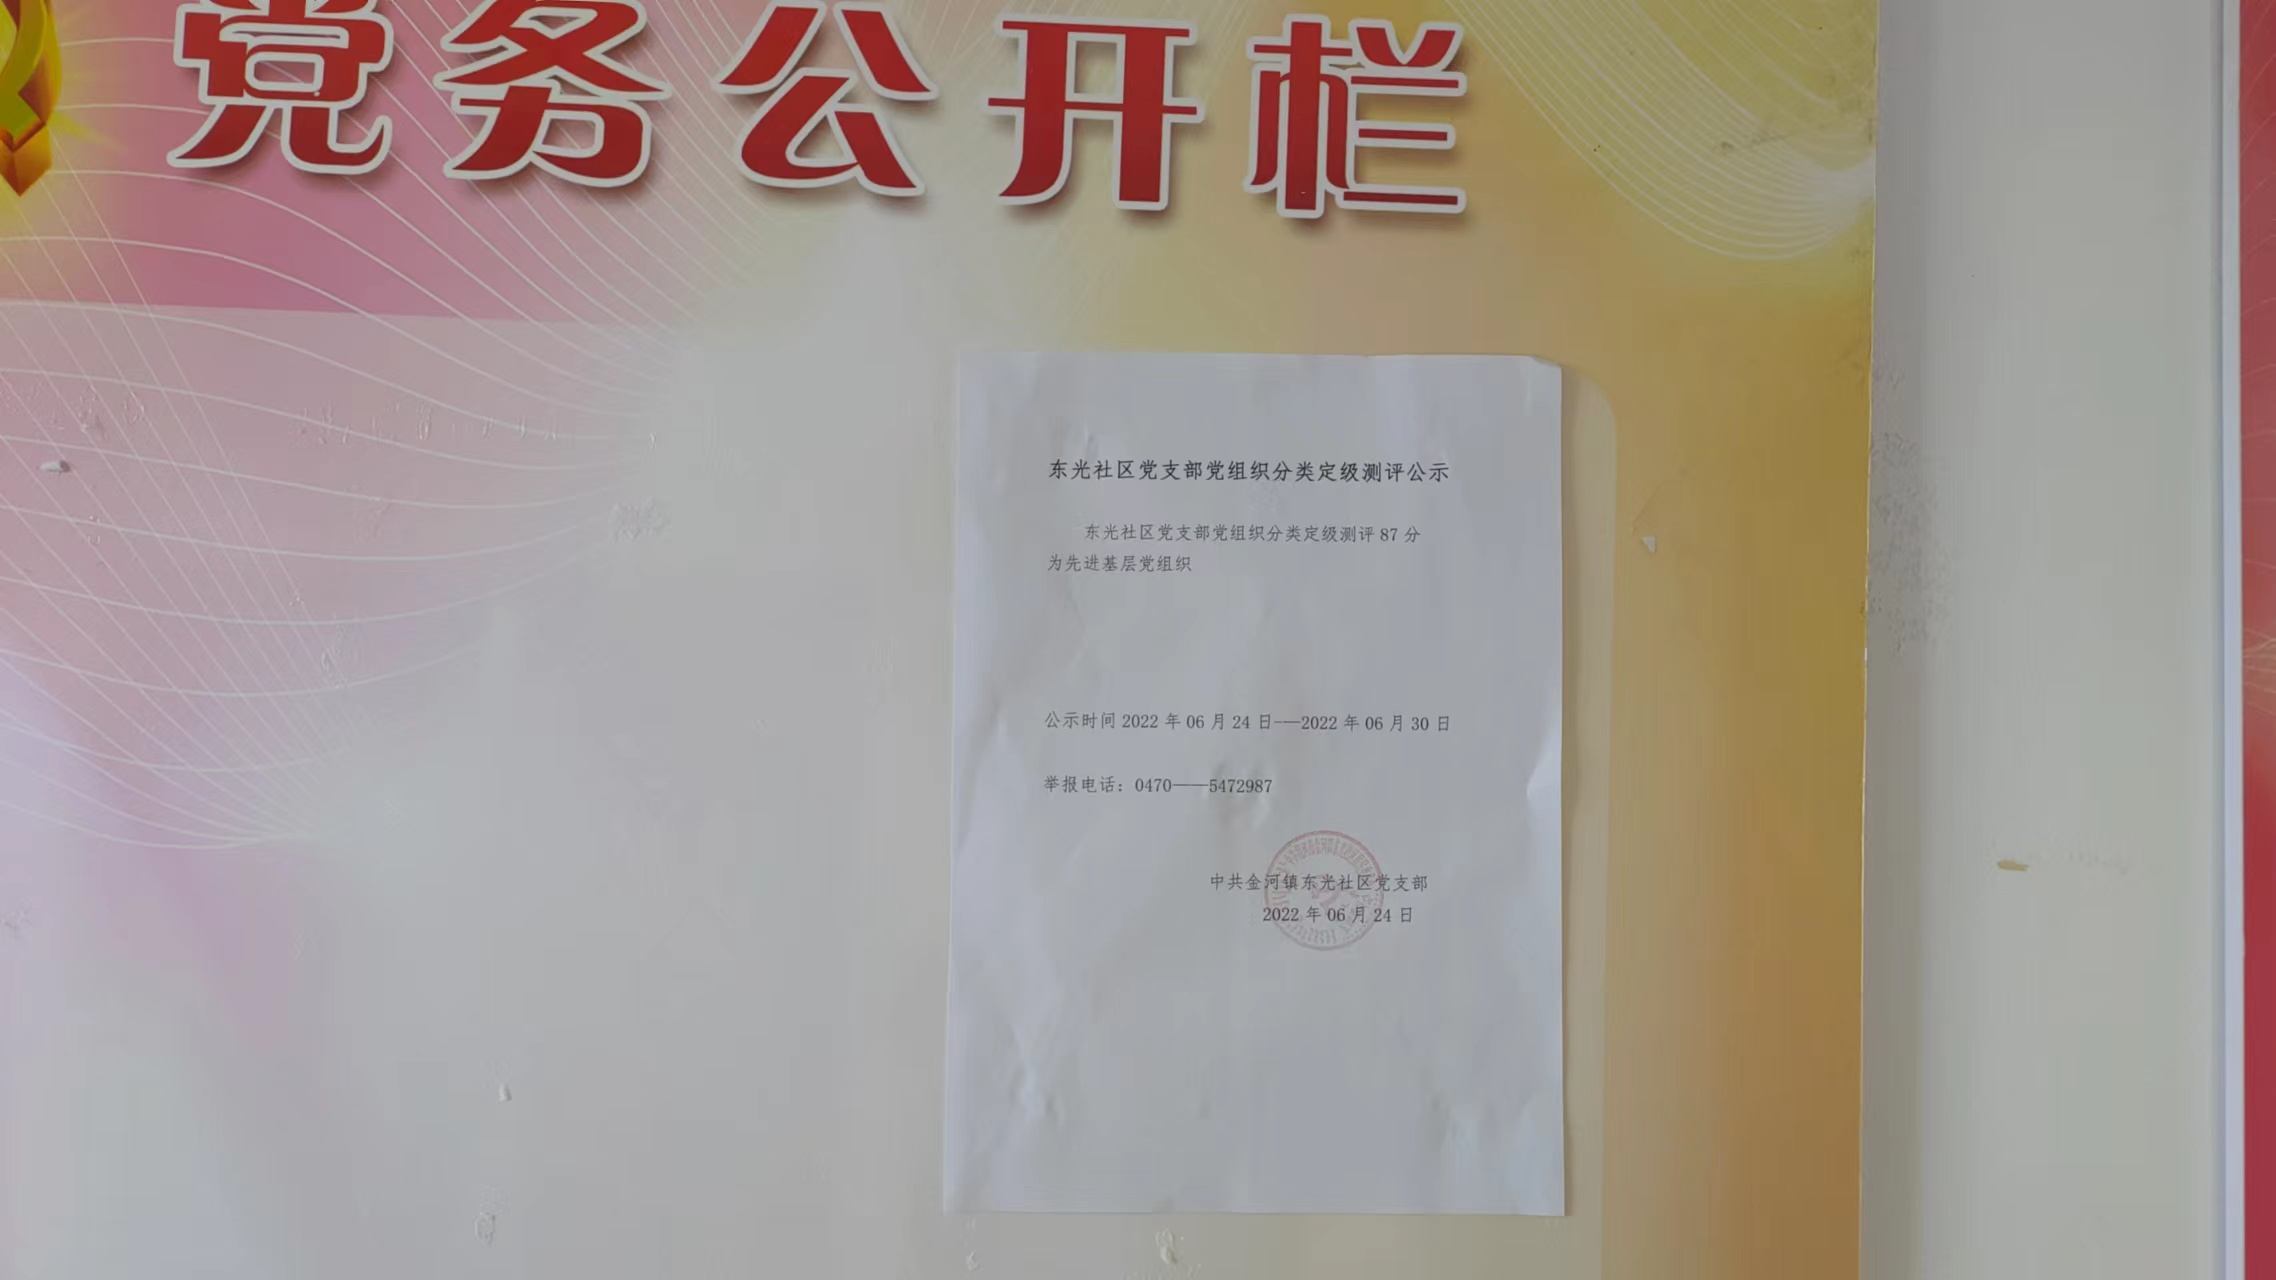 党务公开栏
东光社区党支部党组织分类定级测评公示
东光社区党支部党组织分类定级测评 87 分
为先进基层党组织
公示时间 2022 年 06 月 24 日-—2022 年 06 月 30 日
举报电话：0470——5472987
中共金河镇东光社区党支部
2022 年 06 月 24 日